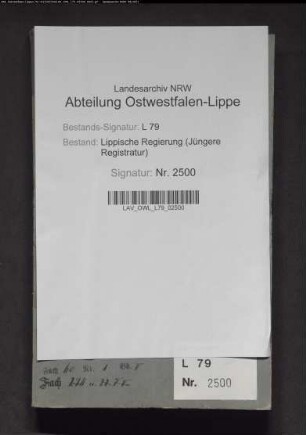 Landesarchiv NRW
Abteilung Ostwestfalen-Lippe
Bestands-Signatur: L 79
Bestand: Lippische Regierung (Jüngere
Registratur)
Signatur: Nr. 2500
LAV_OWL_L79_02500
L 79
Fach
Nr. 2500